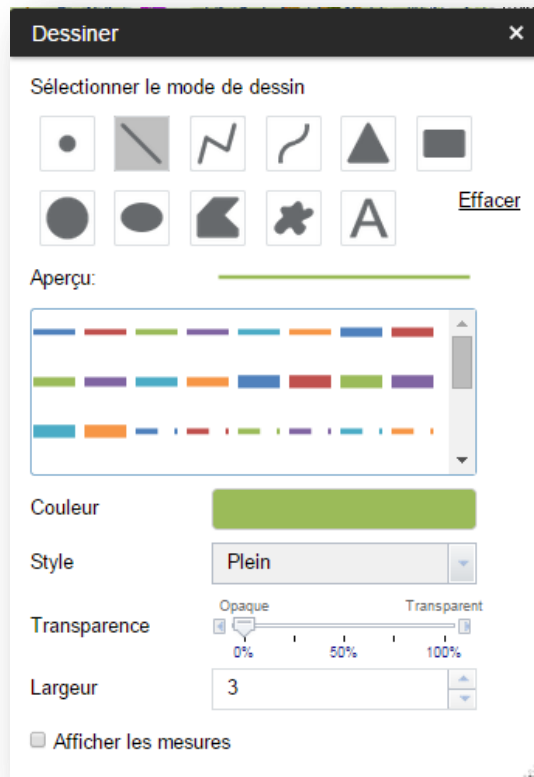 Dessiner
Sélectionner le mode de dessin
A
Effacer
Aperçu:
Couleur
Style
Plein
Opaque
Transparent
Transparence
0%
50%
100%
Largeur
3
Afficher les mesures